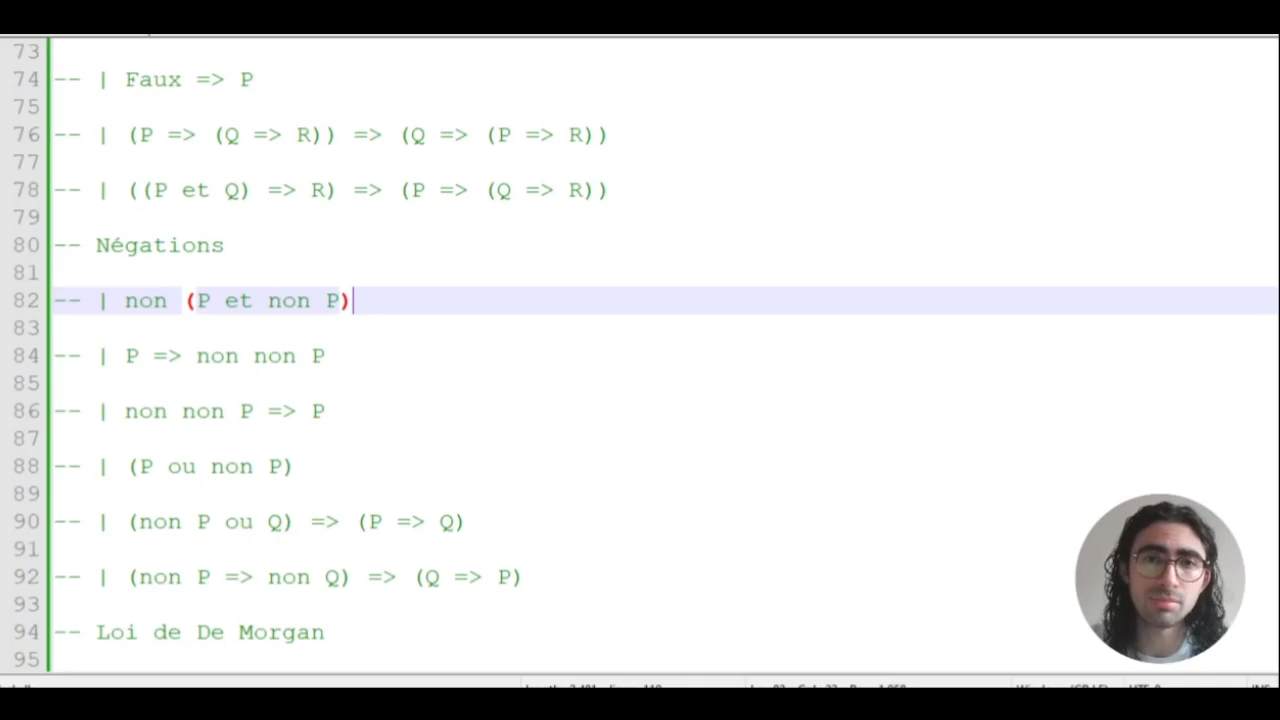 73
74 -- | Faux => P
75
76 -- | (P => (Q => R)) => (Q => (P => R))
77
78 -- | ((P et Q) => R) => (P => (Q => R))
79
80 -- Négations
81
82 -- | non (P et non P)
83
84 -- | P => non non P
85
86 -- | non non P => P
87
88 -- | (P ou non P)
89
90 -- | (non P ou Q) => (P => Q)
91
92 -- | (non P => non Q) => (Q => P)
93
94 -- Loi de De Morgan
95